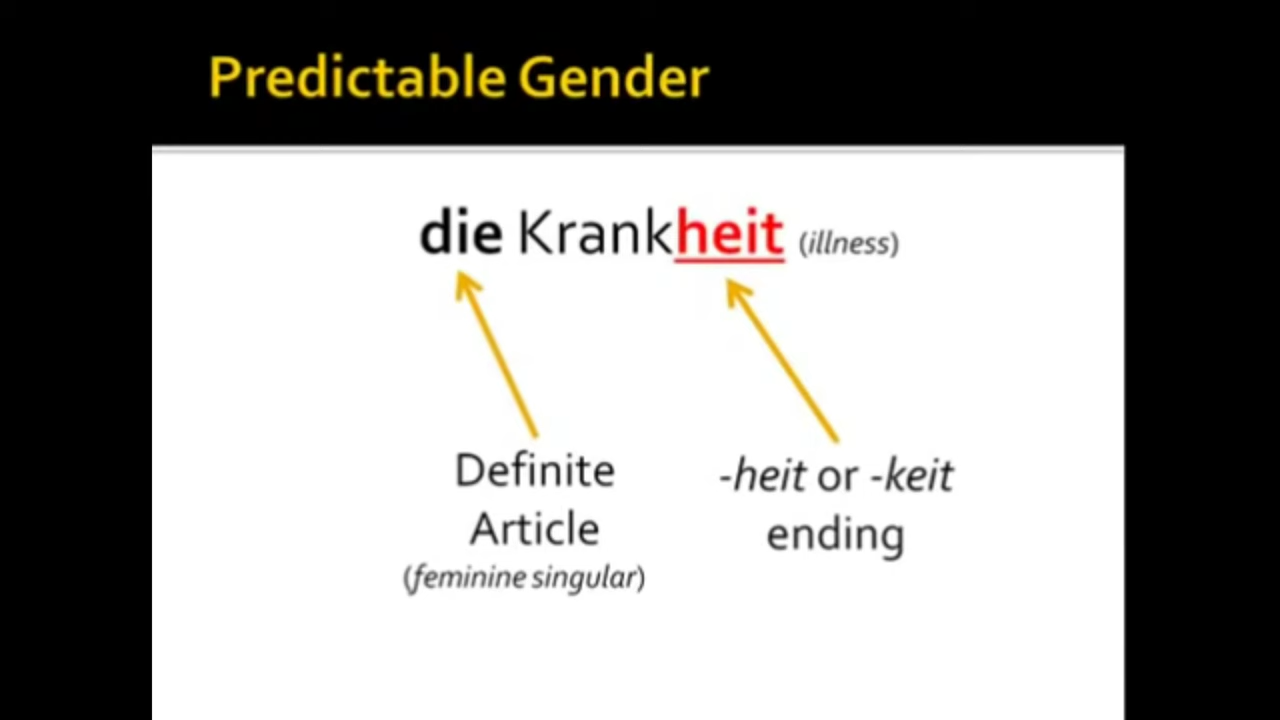 Predictable Gender
die Krankheit (illness)
Definite
Article
(feminine singular)
-heit or -keit
ending